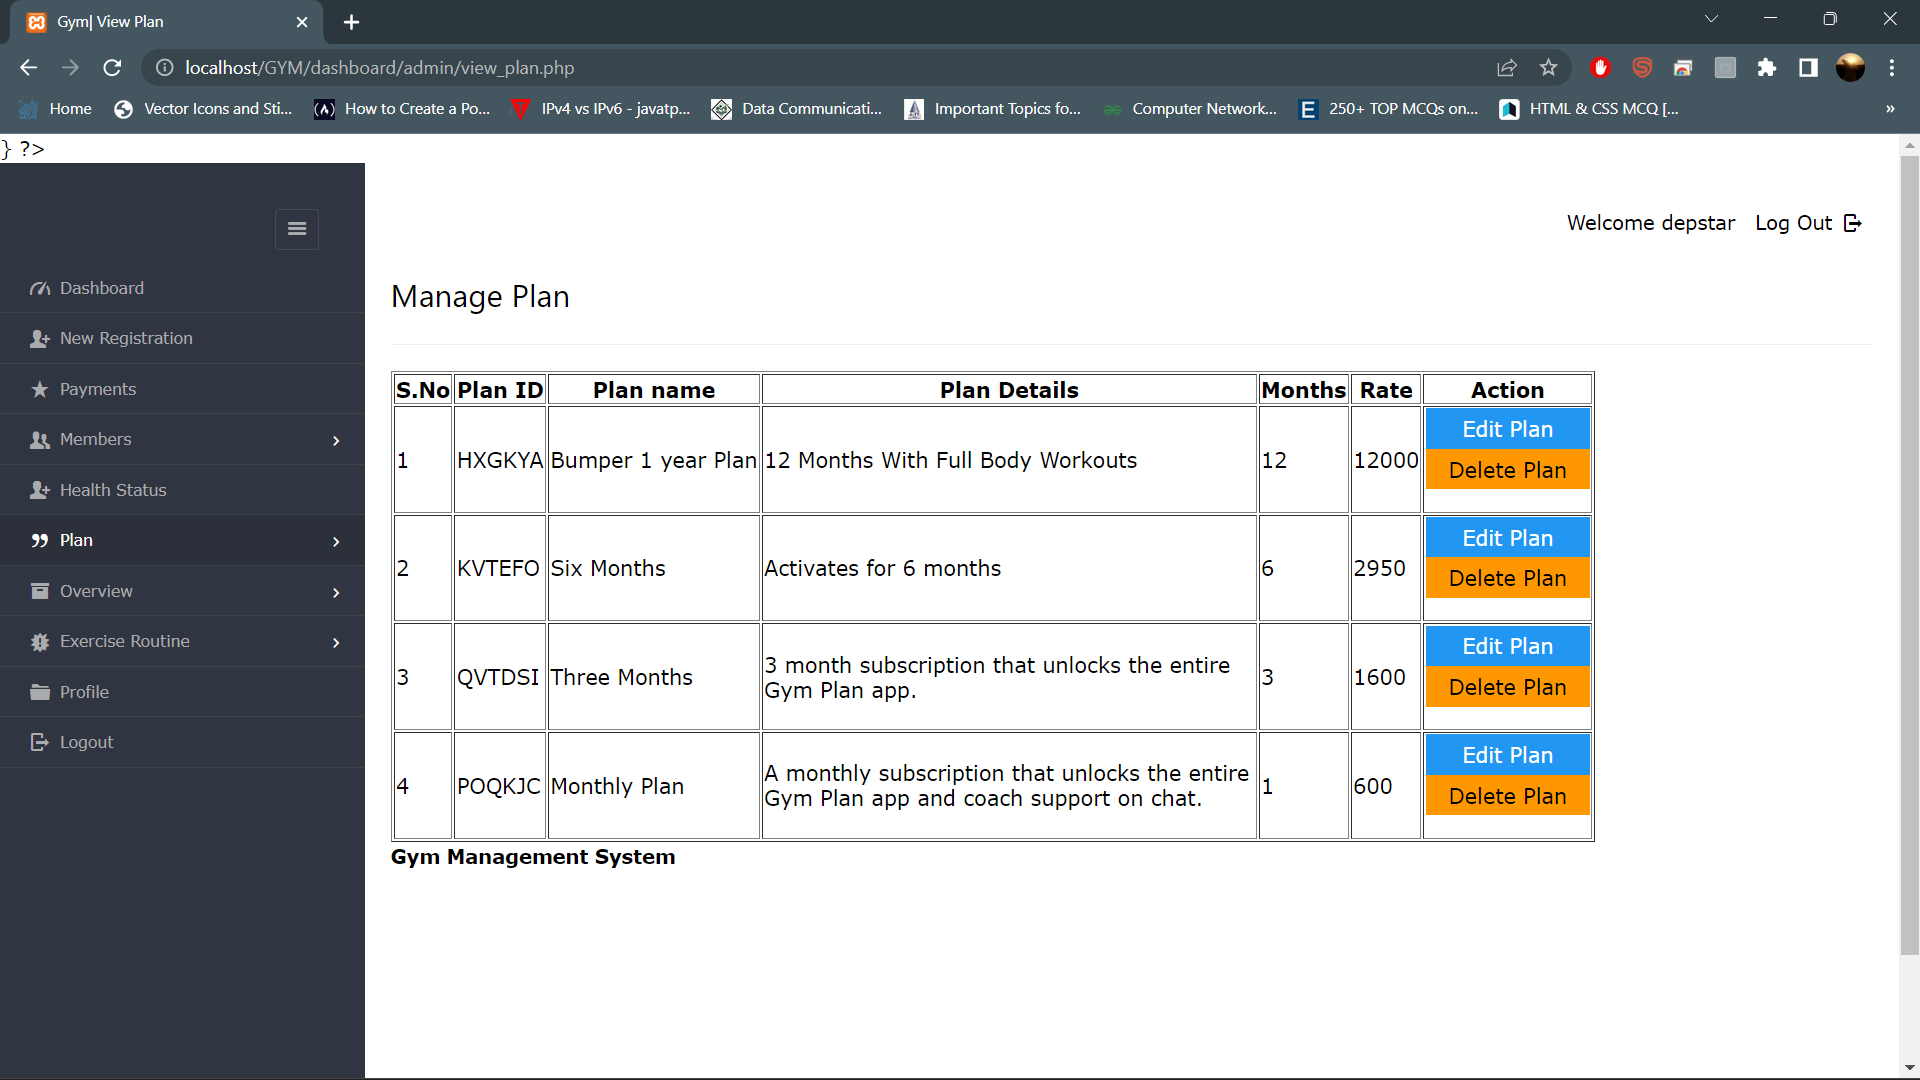 Gym| View Plan
localhost/GYM/dashboard/admin/view_plan.php
Home Vector Icons and Sti... How to Create a Po... IPv4 vs IPv6 - javatp... Data Communicati... Important Topics fo... Computer Network... 250+ TOP MCQs on... HTML & CSS MCQ [... »
} ?>
Welcome depstar Log Out
Dashboard
New Registration
Payments
Members
Health Status
Plan
Overview
Exercise Routine
Profile
Logout
Manage Plan
S.No Plan ID Plan name Plan Details Months Rate Action
1 HXGKYA Bumper 1 year Plan 12 Months With Full Body Workouts 12 12000 Edit Plan
Delete Plan
2 KVTEFO Six Months Activates for 6 months 6 2950 Edit Plan
Delete Plan
3 QVTDSI Three Months 3 month subscription that unlocks the entire
Gym Plan app. 3 1600 Edit Plan
Delete Plan
4 POQKJC Monthly Plan A monthly subscription that unlocks the entire
Gym Plan app and coach support on chat. 1 600 Edit Plan
Delete Plan
Gym Management System